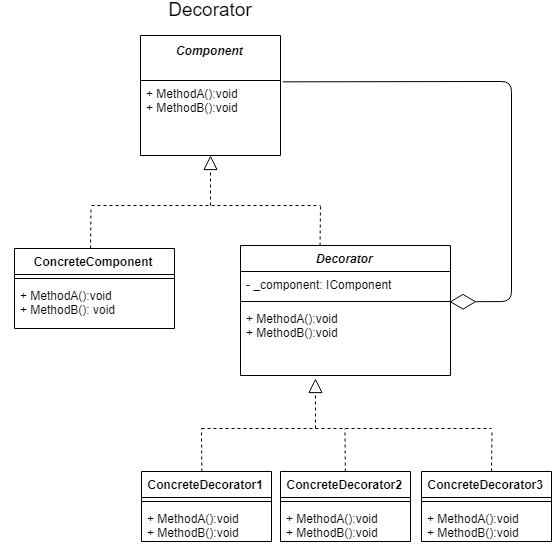 Decorator
Component
+ MethodA():void
+ MethodB():void
ConcreteComponent
+ MethodA():void
+ MethodB(): void
Decorator
- _component: IComponent
+ MethodA():void
+ MethodB():void
ConcreteDecorator1
+ MethodA():void
+ MethodB():void
ConcreteDecorator2
+ MethodA():void
+ MethodB():void
ConcreteDecorator3
+ MethodA():void
+ MethodB():void